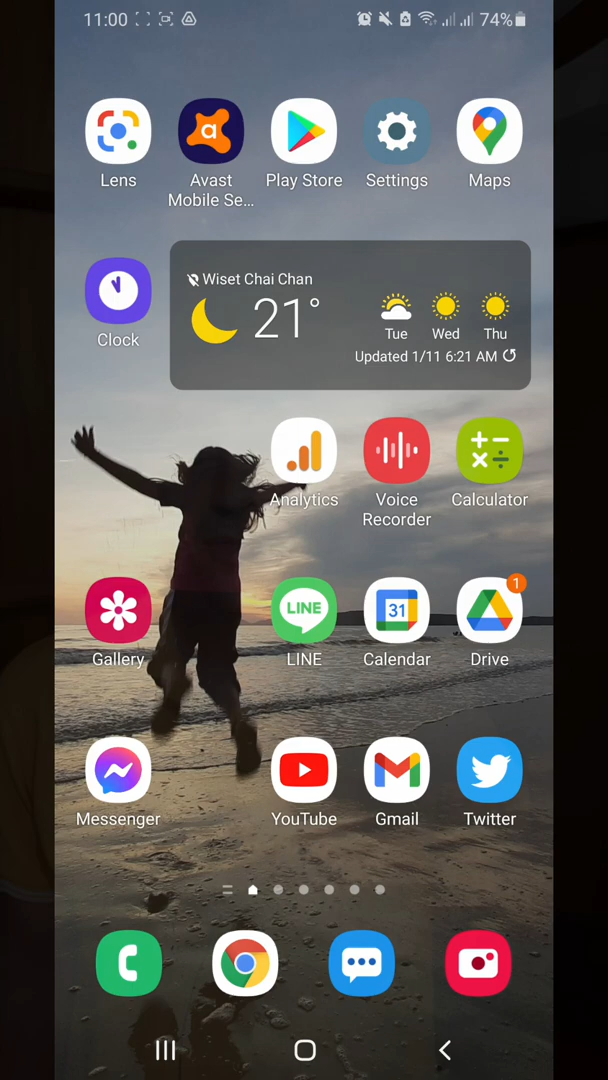 11:00
74%
Lens
Avast
Mobile Se...
Play Store
Settings
Maps
Clock
Wiset Chai Chan
21°
Tue
Wed
Thu
Updated 1/11 6:21 AM
Analytics
Voice
Recorder
Calculator
Gallery
LINE
LINE
31
Calendar
1
Drive
Messenger
YouTube
Gmail
Twitter